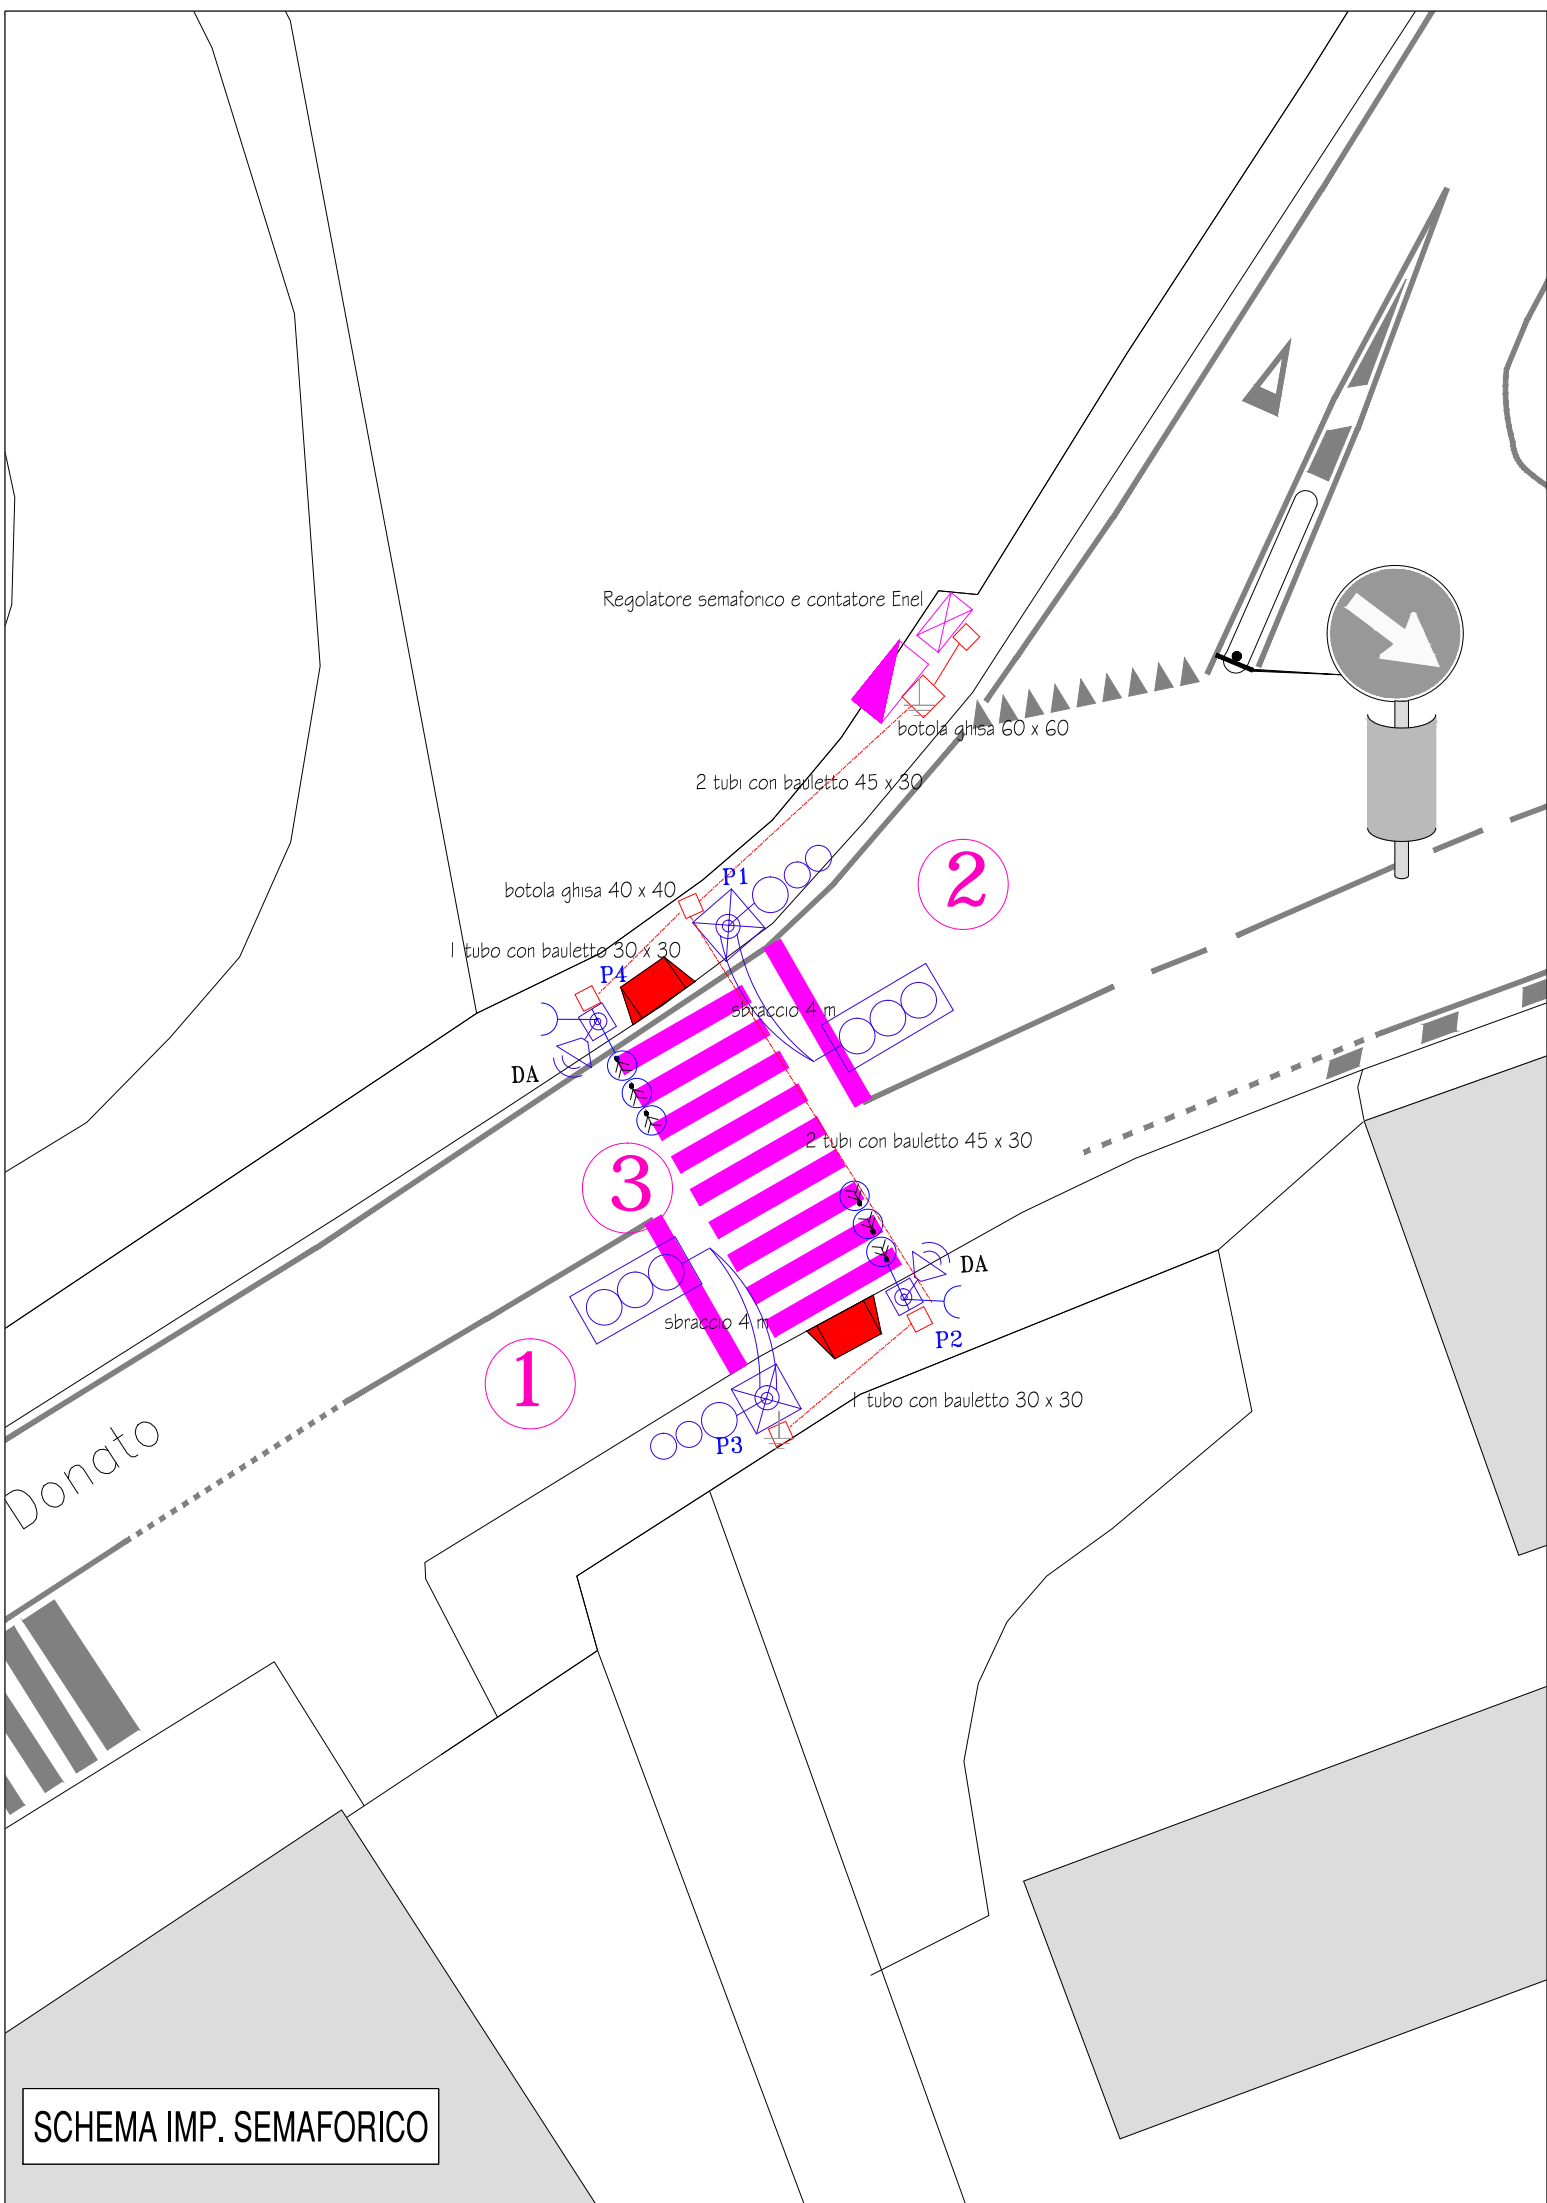 Regolatore semaforico e contatore Enel
botola ghisa 60 x 60
2 tubi con bauletto 45 x 30
2
P1
botola ghisa 40 x 40
1 tubo con bauletto 30 x 30
P4
sbraccio 4 m
DA
2 tubi con bauletto 45 x 30
3
DA
sbraccio 4 m
P2
1
1 tubo con bauletto 30 x 30
P3
Donato
SCHEMA IMP. SEMAFORICO